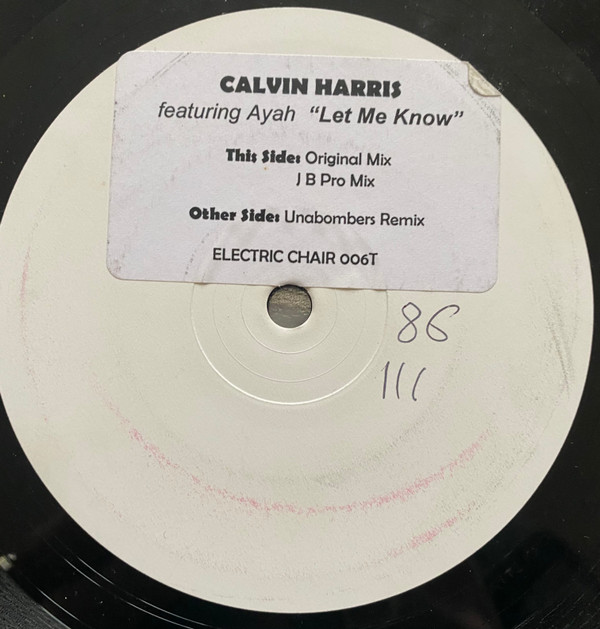 CALVIN HARRIS
featuring Ayah "Let Me Know"
This Side: Original Mix
J B Pro Mix
Other Side: Unabombers Remix
ELECTRIC CHAIR 006T
86
111